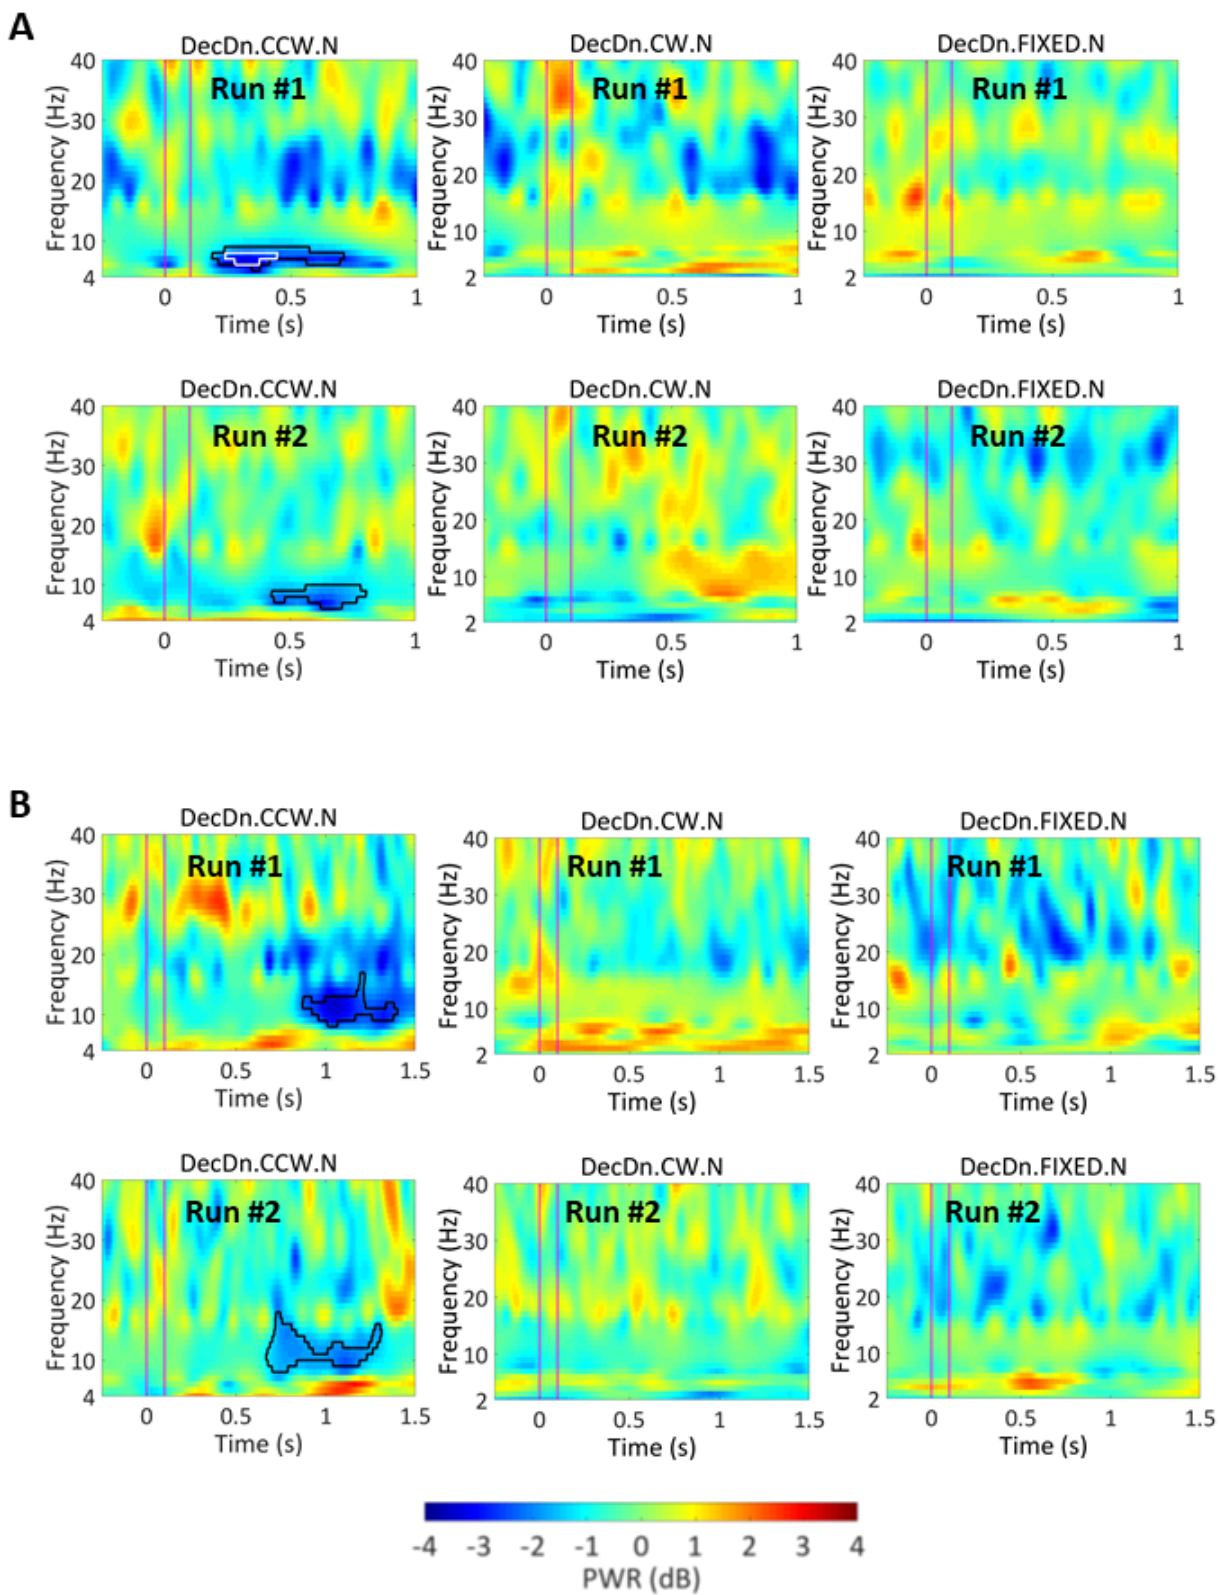 A
DecDn.CCW.N DecDn.CW.N DecDn.FIXED.N
Run #1 Run #1 Run #1
Frequency (Hz) Frequency (Hz) Frequency (Hz)
40 30 20 10 4
40 30 20 10 2
40 30 20 10 2
0 0.5 1 0 0.5 1 0 0.5 1
Time (s) Time (s) Time (s)
DecDn.CCW.N DecDn.CW.N DecDn.FIXED.N
Run #2 Run #2 Run #2
Frequency (Hz) Frequency (Hz) Frequency (Hz)
40 30 20 10 4
40 30 20 10 2
40 30 20 10 2
0 0.5 1 0 0.5 1 0 0.5 1
Time (s) Time (s) Time (s)
B
DecDn.CCW.N DecDn.CW.N DecDn.FIXED.N
Run #1 Run #1 Run #1
Frequency (Hz) Frequency (Hz) Frequency (Hz)
40 30 20 10 4
40 30 20 10 2
40 30 20 10 2
0 0.5 1 1.5 0 0.5 1 1.5 0 0.5 1 1.5
Time (s) Time (s) Time (s)
DecDn.CCW.N DecDn.CW.N DecDn.FIXED.N
Run #2 Run #2 Run #2
Frequency (Hz) Frequency (Hz) Frequency (Hz)
40 30 20 10 4
40 30 20 10 2
40 30 20 10 2
0 0.5 1 1.5 0 0.5 1 1.5 0 0.5 1 1.5
Time (s) Time (s) Time (s)
-4 -3 -2 -1 0 1 2 3 4
PWR (dB)